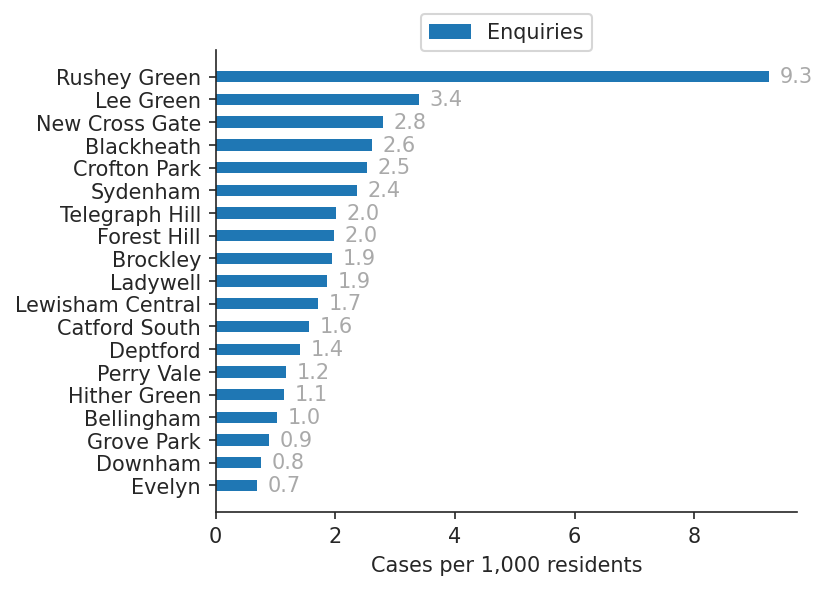 Enquiries
Rushey Green 9.3
Lee Green 3.4
New Cross Gate 2.8
Blackheath 2.6
Crofton Park 2.5
Sydenham 2.4
Telegraph Hill 2.0
Forest Hill 2.0
Brockley 1.9
Ladywell 1.9
Lewisham Central 1.7
Catford South 1.6
Deptford 1.4
Perry Vale 1.2
Hither Green 1.1
Bellingham 1.0
Grove Park 0.9
Downham 0.8
Evelyn 0.7
0 2 4 6 8
Cases per 1,000 residents